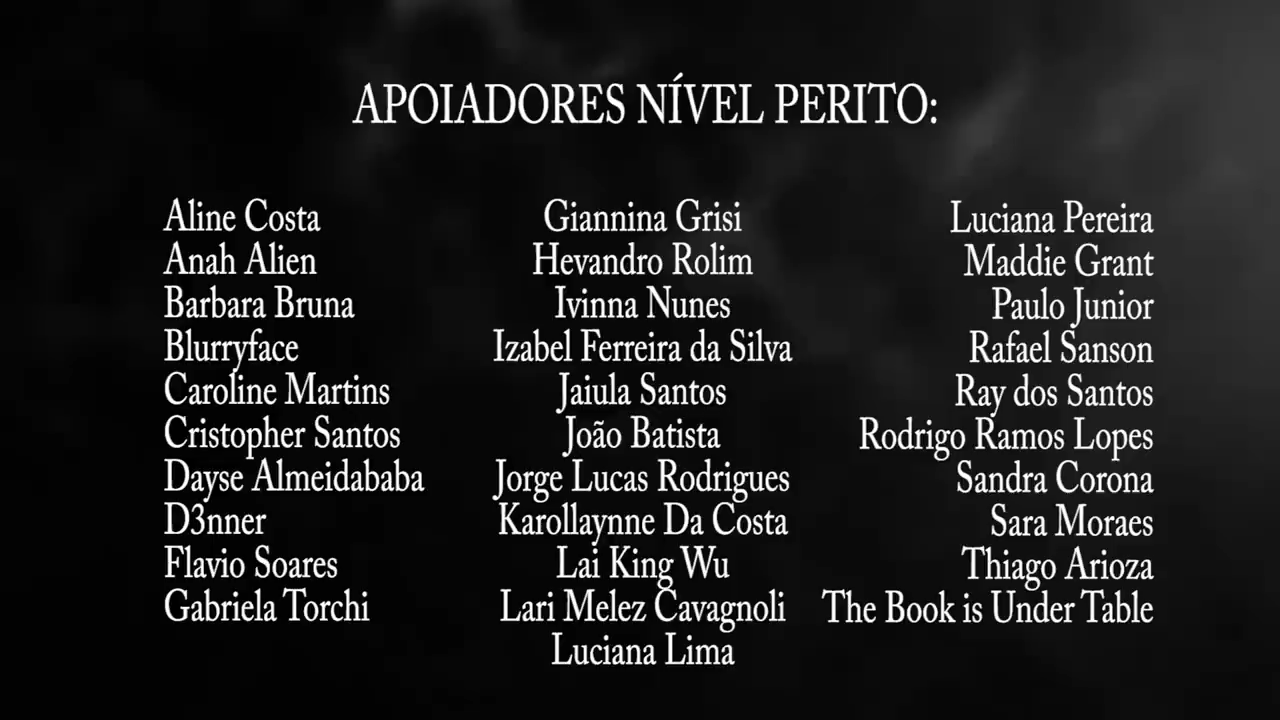 APOIADORES NÍVEL PERITO:
Aline Costa
Anah Alien
Barbara Bruna
Blurryface
Caroline Martins
Cristopher Santos
Dayse Almeidababa
D3nner
Flavio Soares
Gabriela Torchi
Giannina Grisi
Hevandro Rolim
Ivinna Nunes
Izabel Ferreira da Silva
Jaiula Santos
João Batista
Jorge Lucas Rodrigues
Karollaynne Da Costa
Lai King Wu
Lari Melez Cavagnoli
Luciana Lima
Luciana Pereira
Maddie Grant
Paulo Junior
Rafael Sanson
Ray dos Santos
Rodrigo Ramos Lopes
Sandra Corona
Sara Moraes
Thiago Arioza
The Book is Under Table